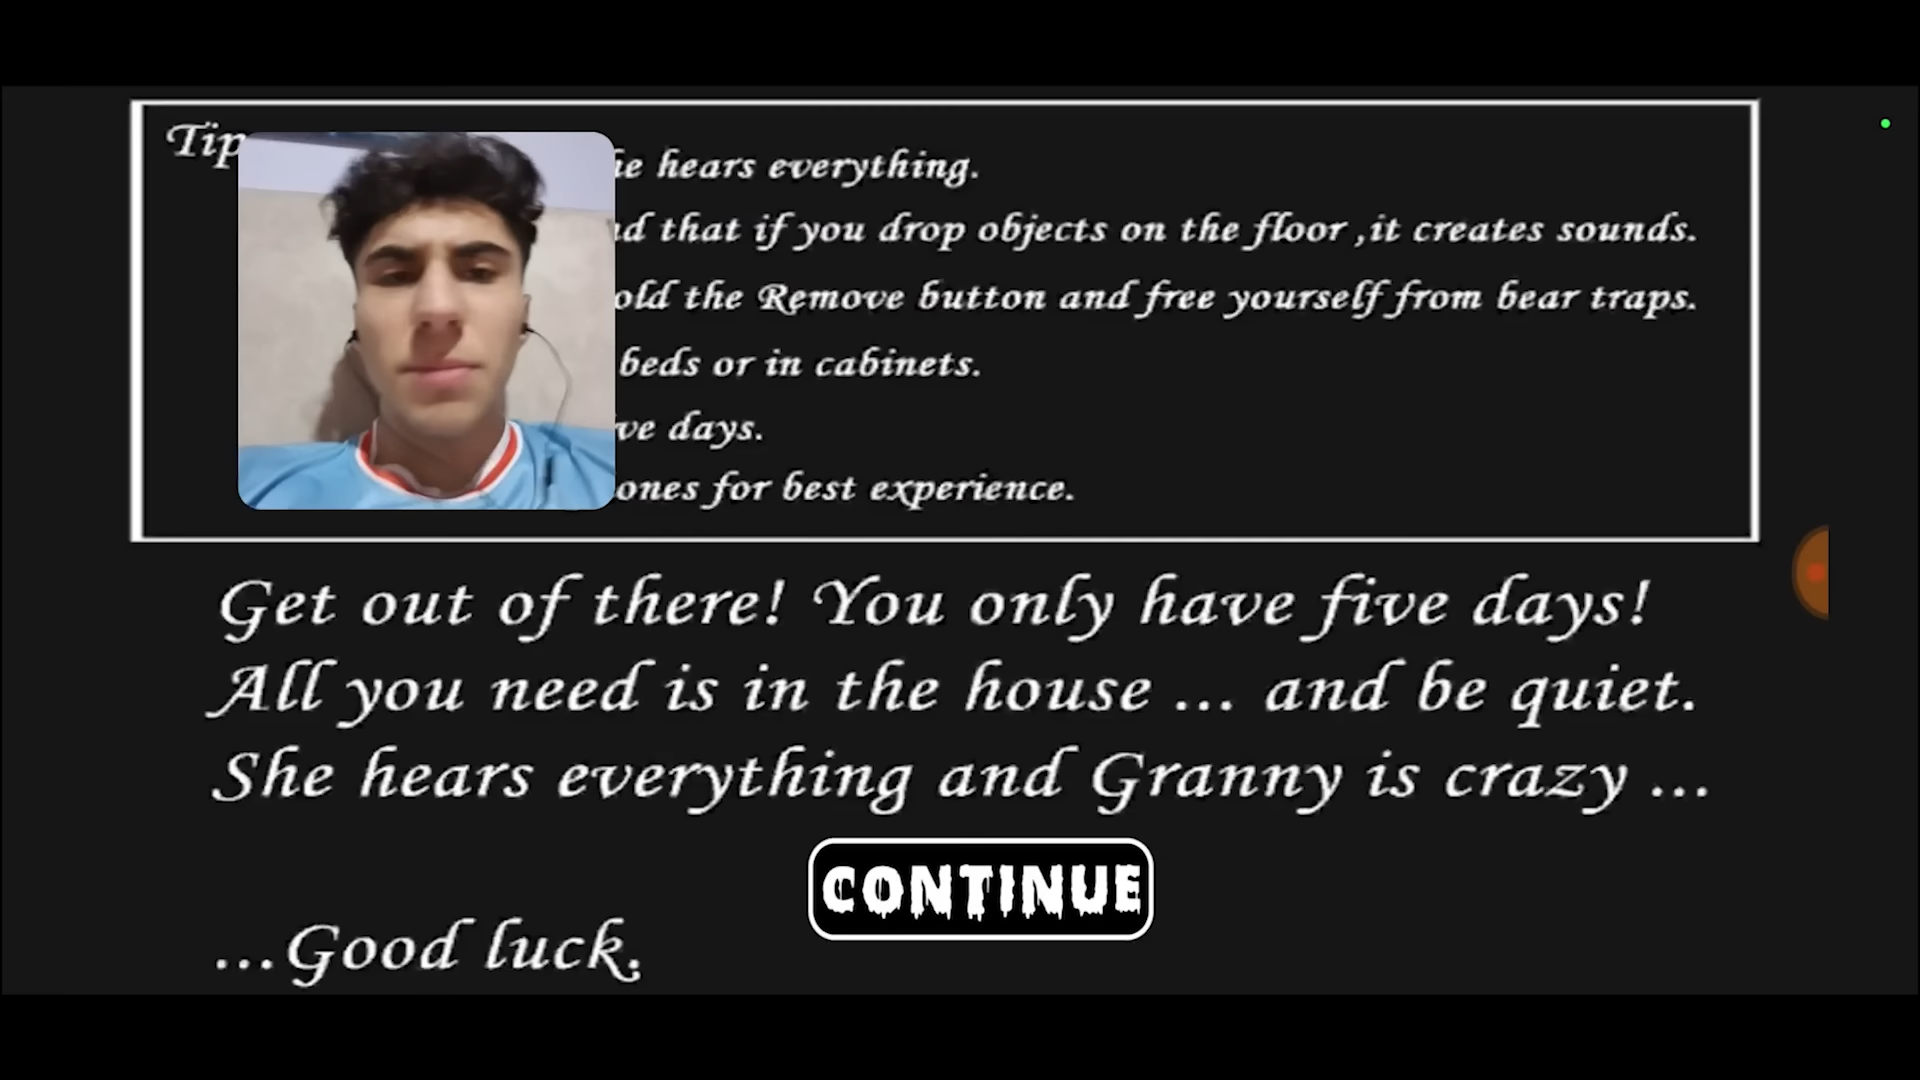 Tip
he hears everything.
nd that if you drop objects on the floor ,it creates sounds.
old the Remove button and free yourself from bear traps.
beds or in cabinets.
ve days.
ones for best experience.
Get out of there! You only have five days!
All you need is in the house ... and be quiet.
She hears everything and Granny is crazy ...
CONTINUE
...Good luck.